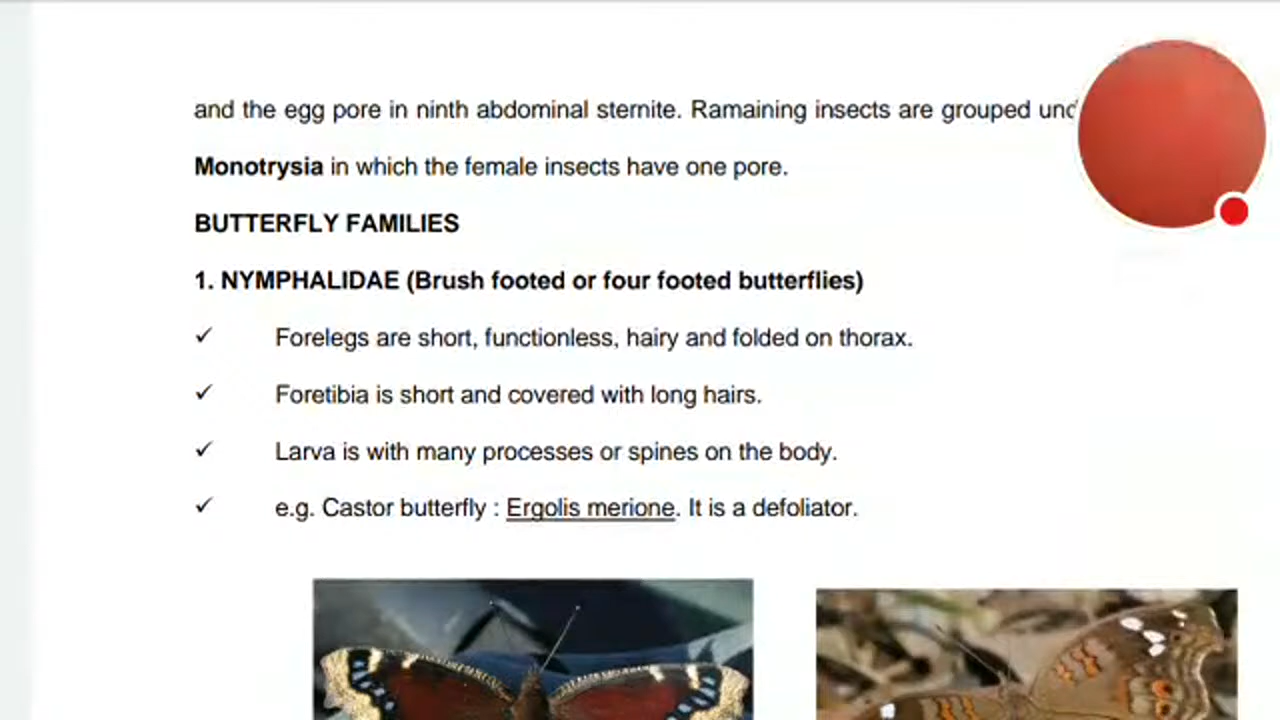 and the egg pore in ninth abdominal sternite. Ramaining insects are grouped
Monotrysia in which the female insects have one pore.
BUTTERFLY FAMILIES
1. NYMPHALIDAE (Brush footed or four footed butterflies)
✓ Forelegs are short, functionless, hairy and folded on thorax.
✓ Foretibia is short and covered with long hairs.
✓ Larva is with many processes or spines on the body.
✓ e.g. Castor butterfly : Ergolis merione. It is a defoliator.